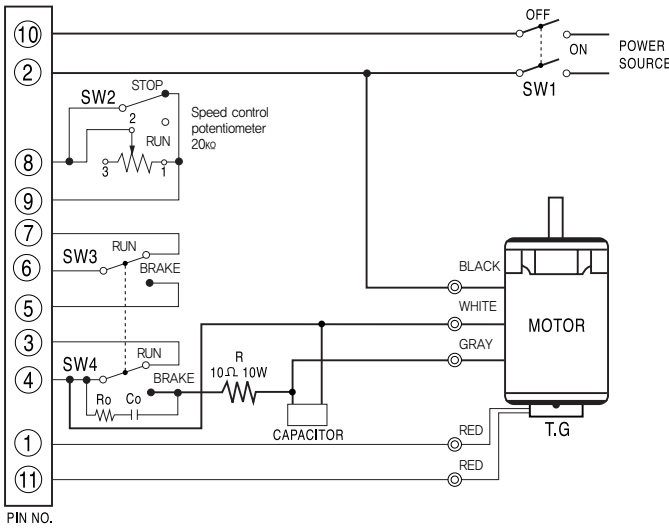 OFF
10
ON
POWER
SOURCE
2
SW1
STOP
SW2
2
RUN
Speed control
potentiometer
20KΩ
8
3
1
9
7
RUN
SW3
6
BRAKE
BLACK
5
WHITE
MOTOR
3
GRAY
RUN
SW4
R
4
BRAKE
10Ω 10W
Ro
Co
CAPACITOR
1
RED
T.G
11
RED
PIN NO.